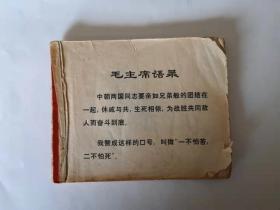 毛主席语录
中朝两国同志要亲如兄弟般的团结在
一起，休戚与共，生死相依，为战胜共同敌
人而奋斗到底。
我赞成这样的口号，叫做“一不怕苦，
二不怕死”。